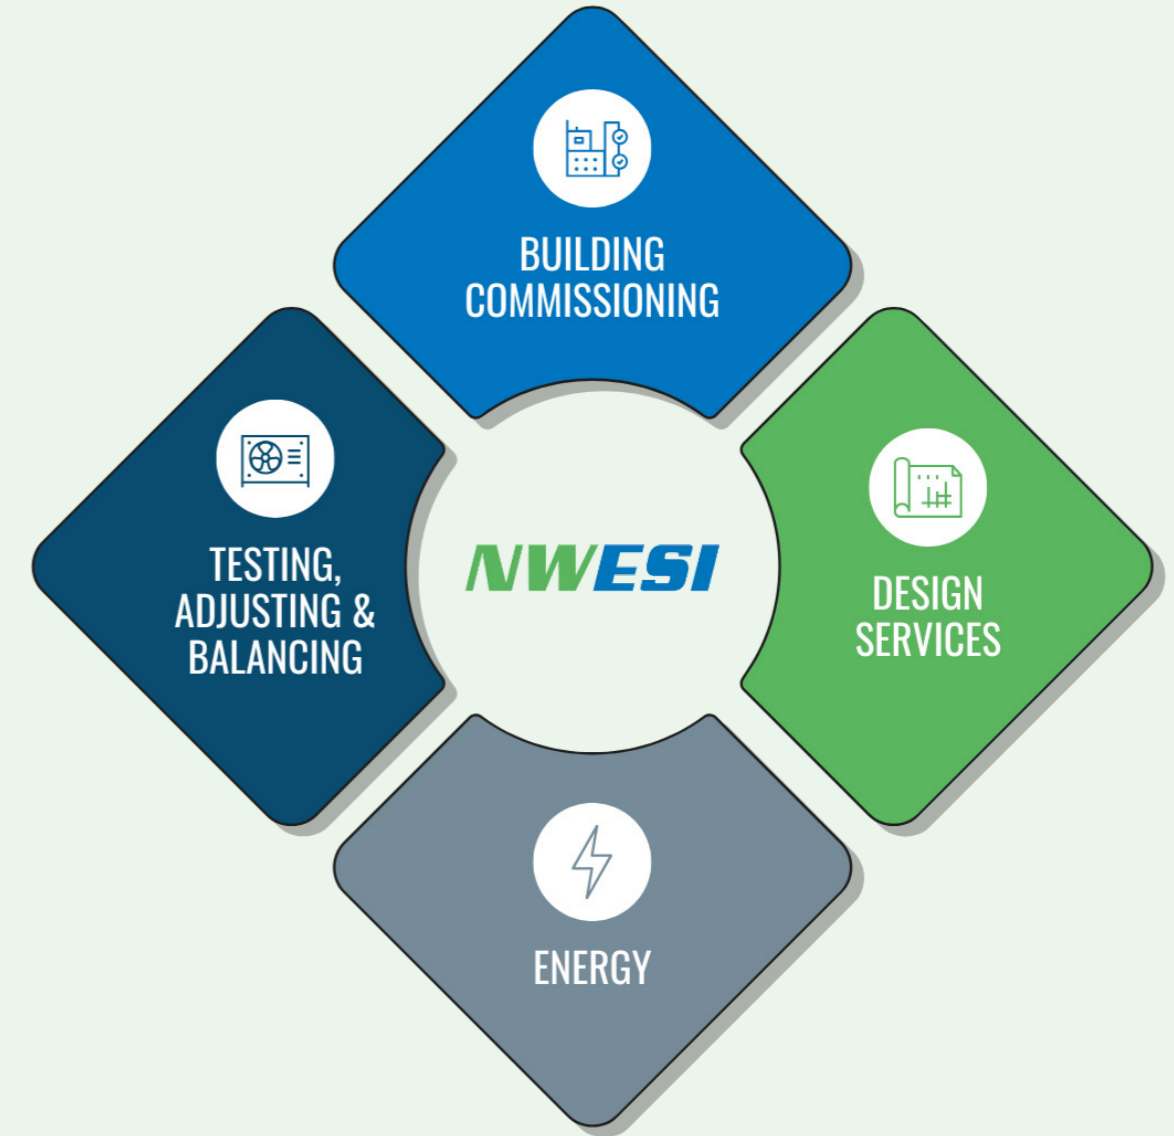 BUILDING
COMMISSIONING
TESTING,
ADJUSTING &
BALANCING
NWESI
DESIGN
SERVICES
ENERGY